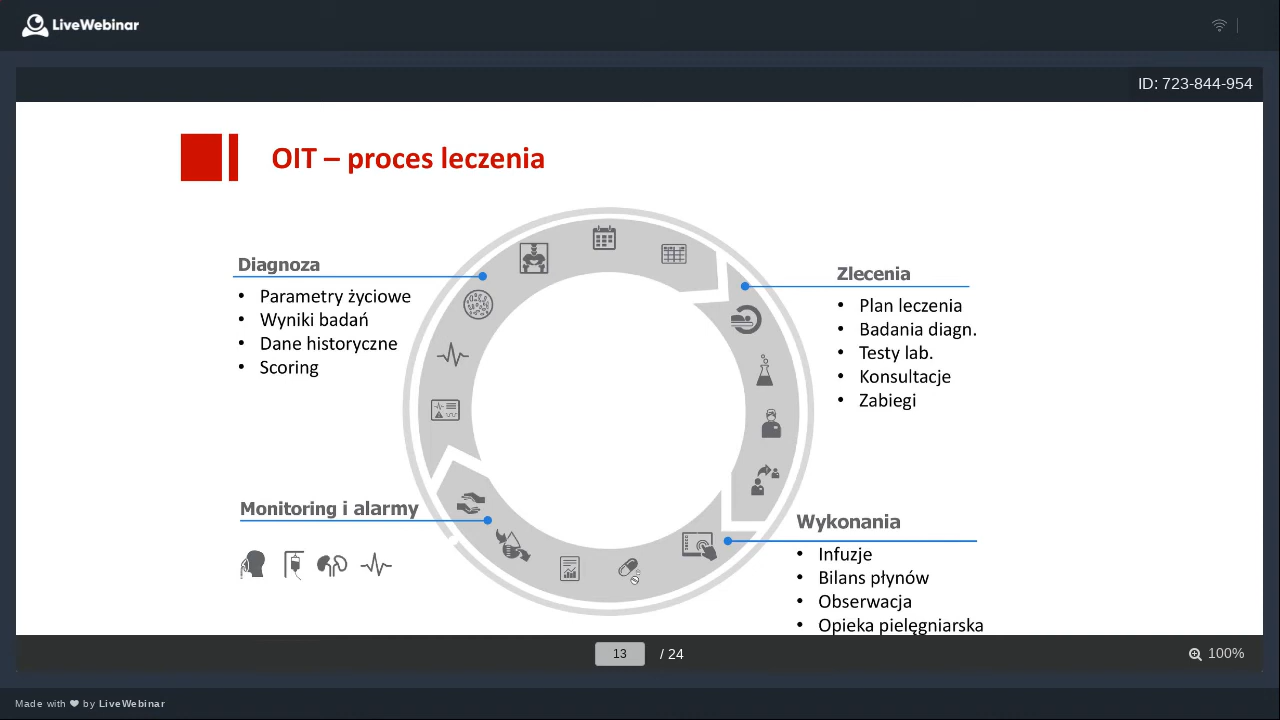 LiveWebinar
ID: 723-844-954
OIT – proces leczenia
Diagnoza
• Parametry życiowe
• Wyniki badań
• Dane historyczne
• Scoring
Zlecenia
• Plan leczenia
• Badania diagn.
• Testy lab.
• Konsultacje
• Zabiegi
Monitoring i alarmy
Wykonania
• Infuzje
• Bilans płynów
• Obserwacja
• Opieka pielęgniarska
13 / 24
100%
Made with ❤ by LiveWebinar